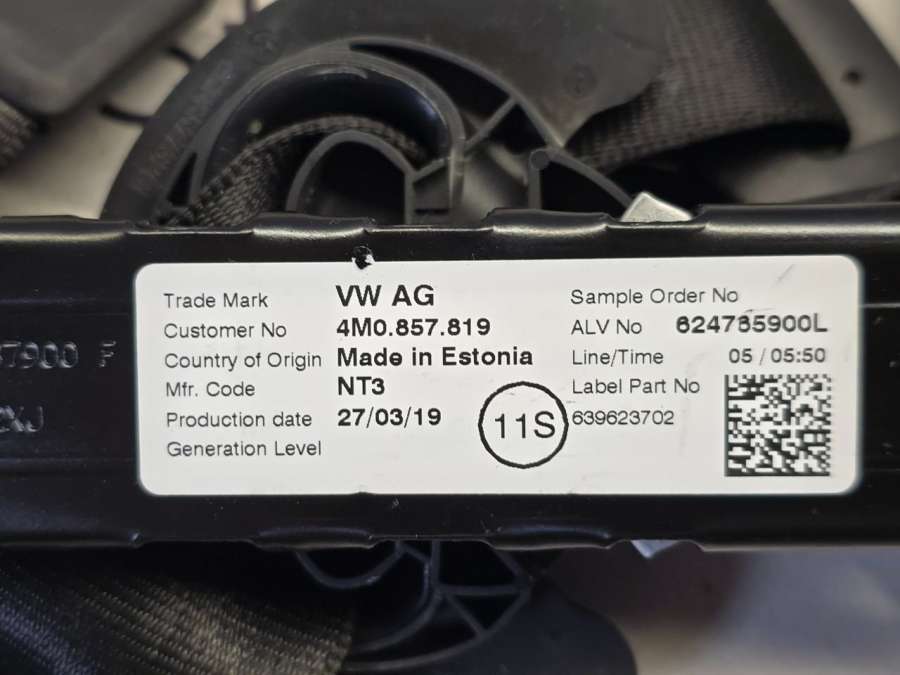 Trade Mark VW AG
Customer No 4M0.857.819
Country of Origin Made in Estonia
Mfr. Code NT3
Production date 27/03/19
Generation Level
11S
Sample Order No
ALV No 624765900L
Line/Time 05 / 05:50
Label Part No
639623702
7900 F